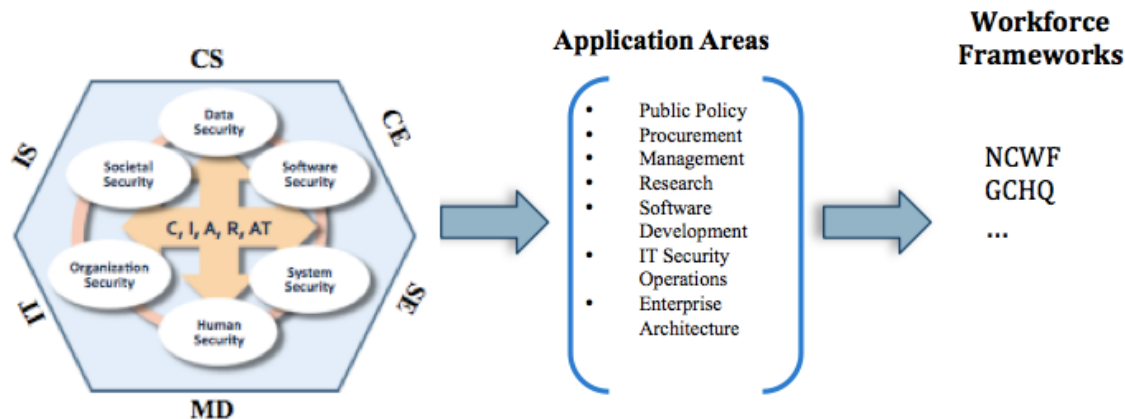 CS
CE
SE
MD
IT
IS
Data
Security
Software
Security
System
Security
Human
Security
Organization
Security
Societal
Security
C, I, A, R, AT
Application Areas
• Public Policy
• Procurement
• Management
• Research
• Software
Development
• IT Security
Operations
• Enterprise
Architecture
Workforce
Frameworks
NCWF
GCHQ
...